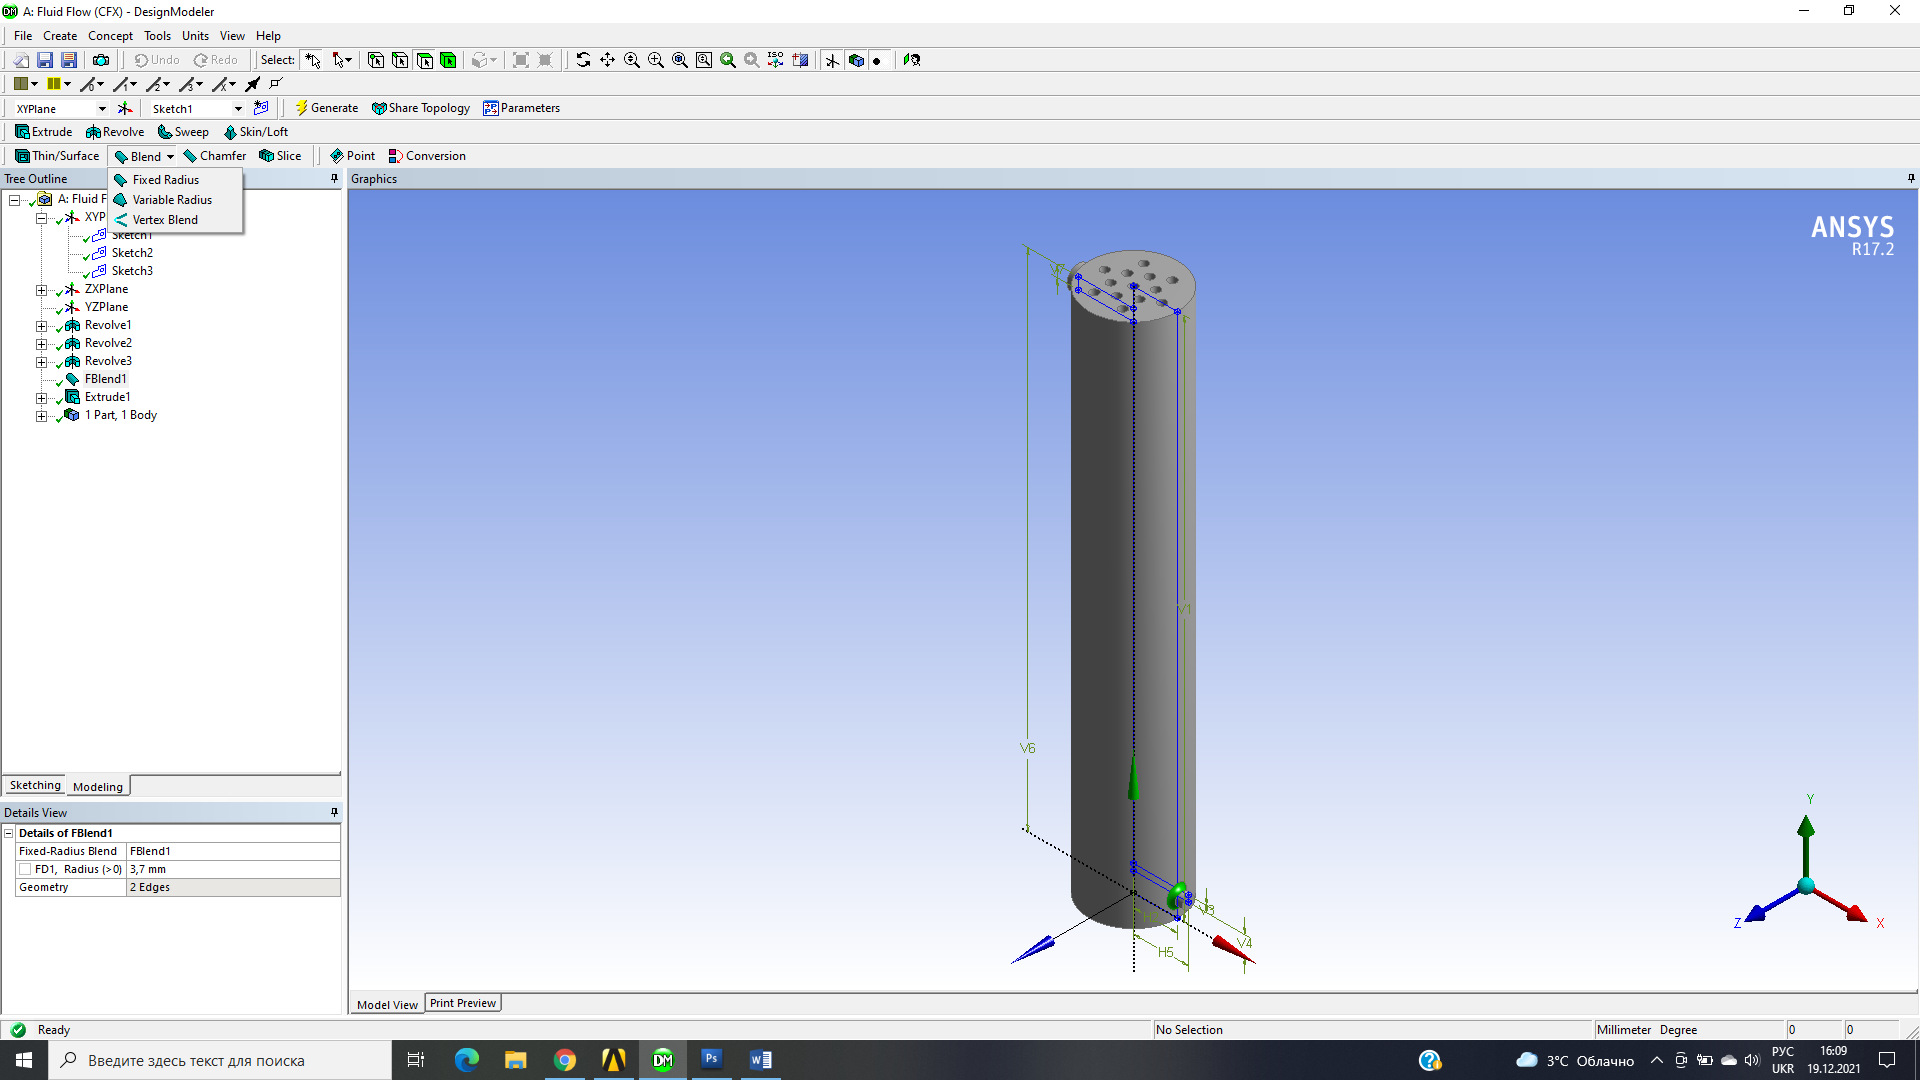 A: Fluid Flow (CFX) - DesignModeler
File Create Concept Tools Units View Help
Undo Redo Select: ISO
XYPlane Sketch1 Generate Share Topology Parameters
Extrude Revolve Sweep Skin/Loft
Thin/Surface Blend Chamfer Slice Point Conversion
Fixed Radius
Variable Radius
Vertex Blend
Tree Outline
A: Fluid F
XYP
Sketch1
Sketch2
Sketch3
ZXPlane
YZPlane
Revolve1
Revolve2
Revolve3
FBlend1
Extrude1
1 Part, 1 Body
Sketching Modeling
Details View
Details of FBlend1
Fixed-Radius Blend FBlend1
FD1, Radius (>0) 3,7 mm
Geometry 2 Edges
Graphics
ANSYS
R17.2
V1
V6
V3
V4
H5
Y
Z
X
Model View Print Preview
Ready No Selection Millimeter Degree 0 0
Введите здесь текст для поиска
DM Ps W
3°C Облачно
РУС
UKR
16:09
19.12.2021